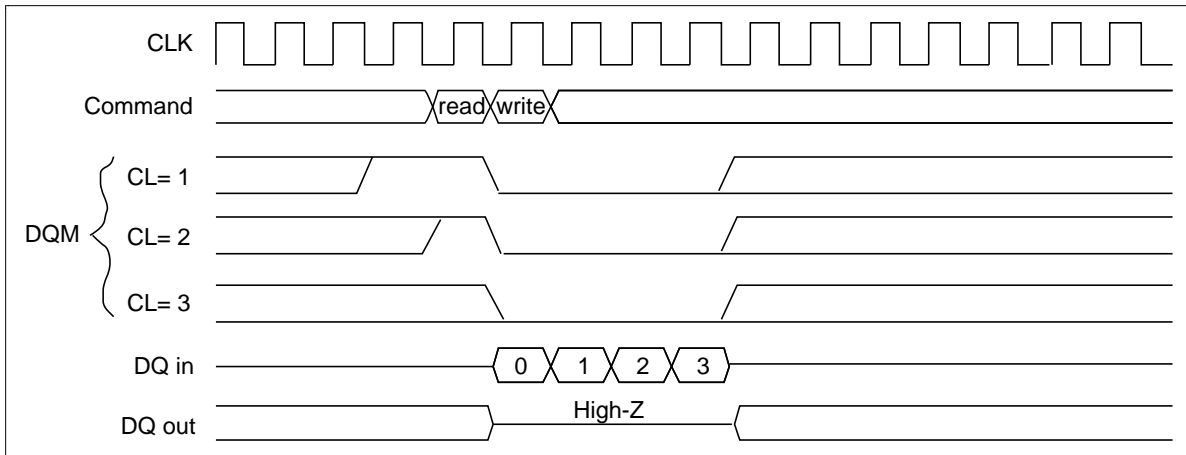 CLK
Command read write
CL= 1
DQM CL= 2
CL= 3
DQ in 0 1 2 3
High-Z
DQ out